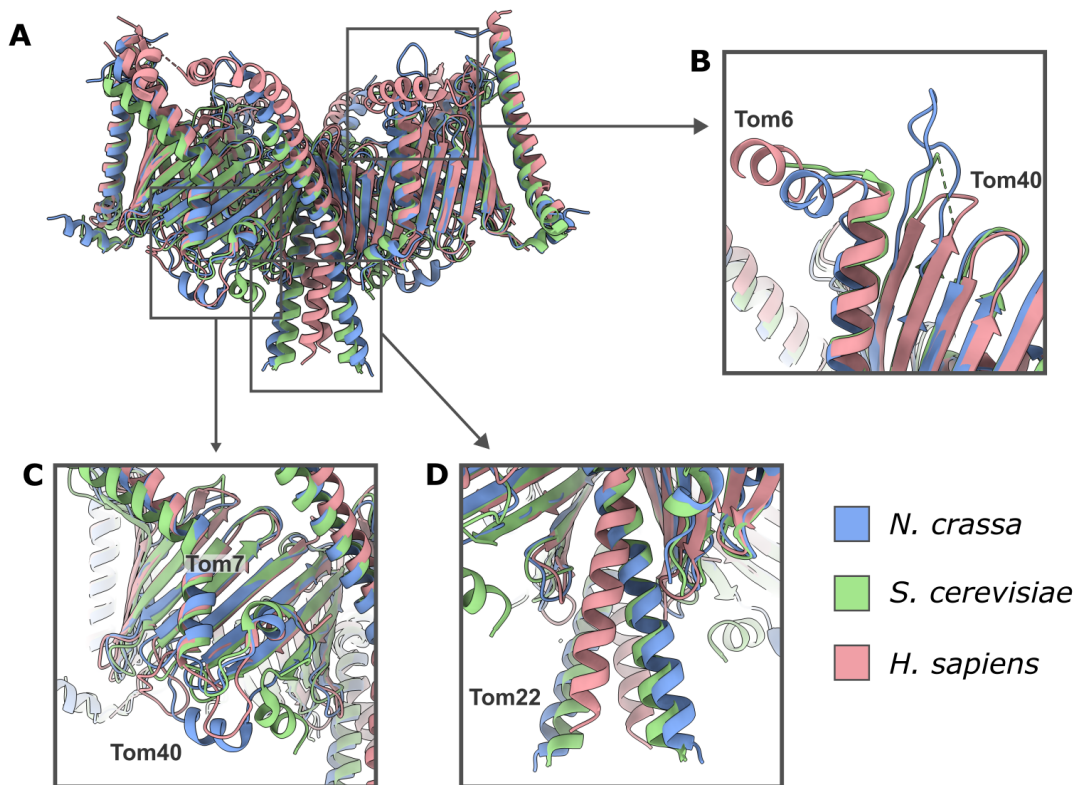 A
B
Tom6
Tom40
C
Tom7
Tom40
D
Tom22
N. crassa
S. cerevisiae
H. sapiens